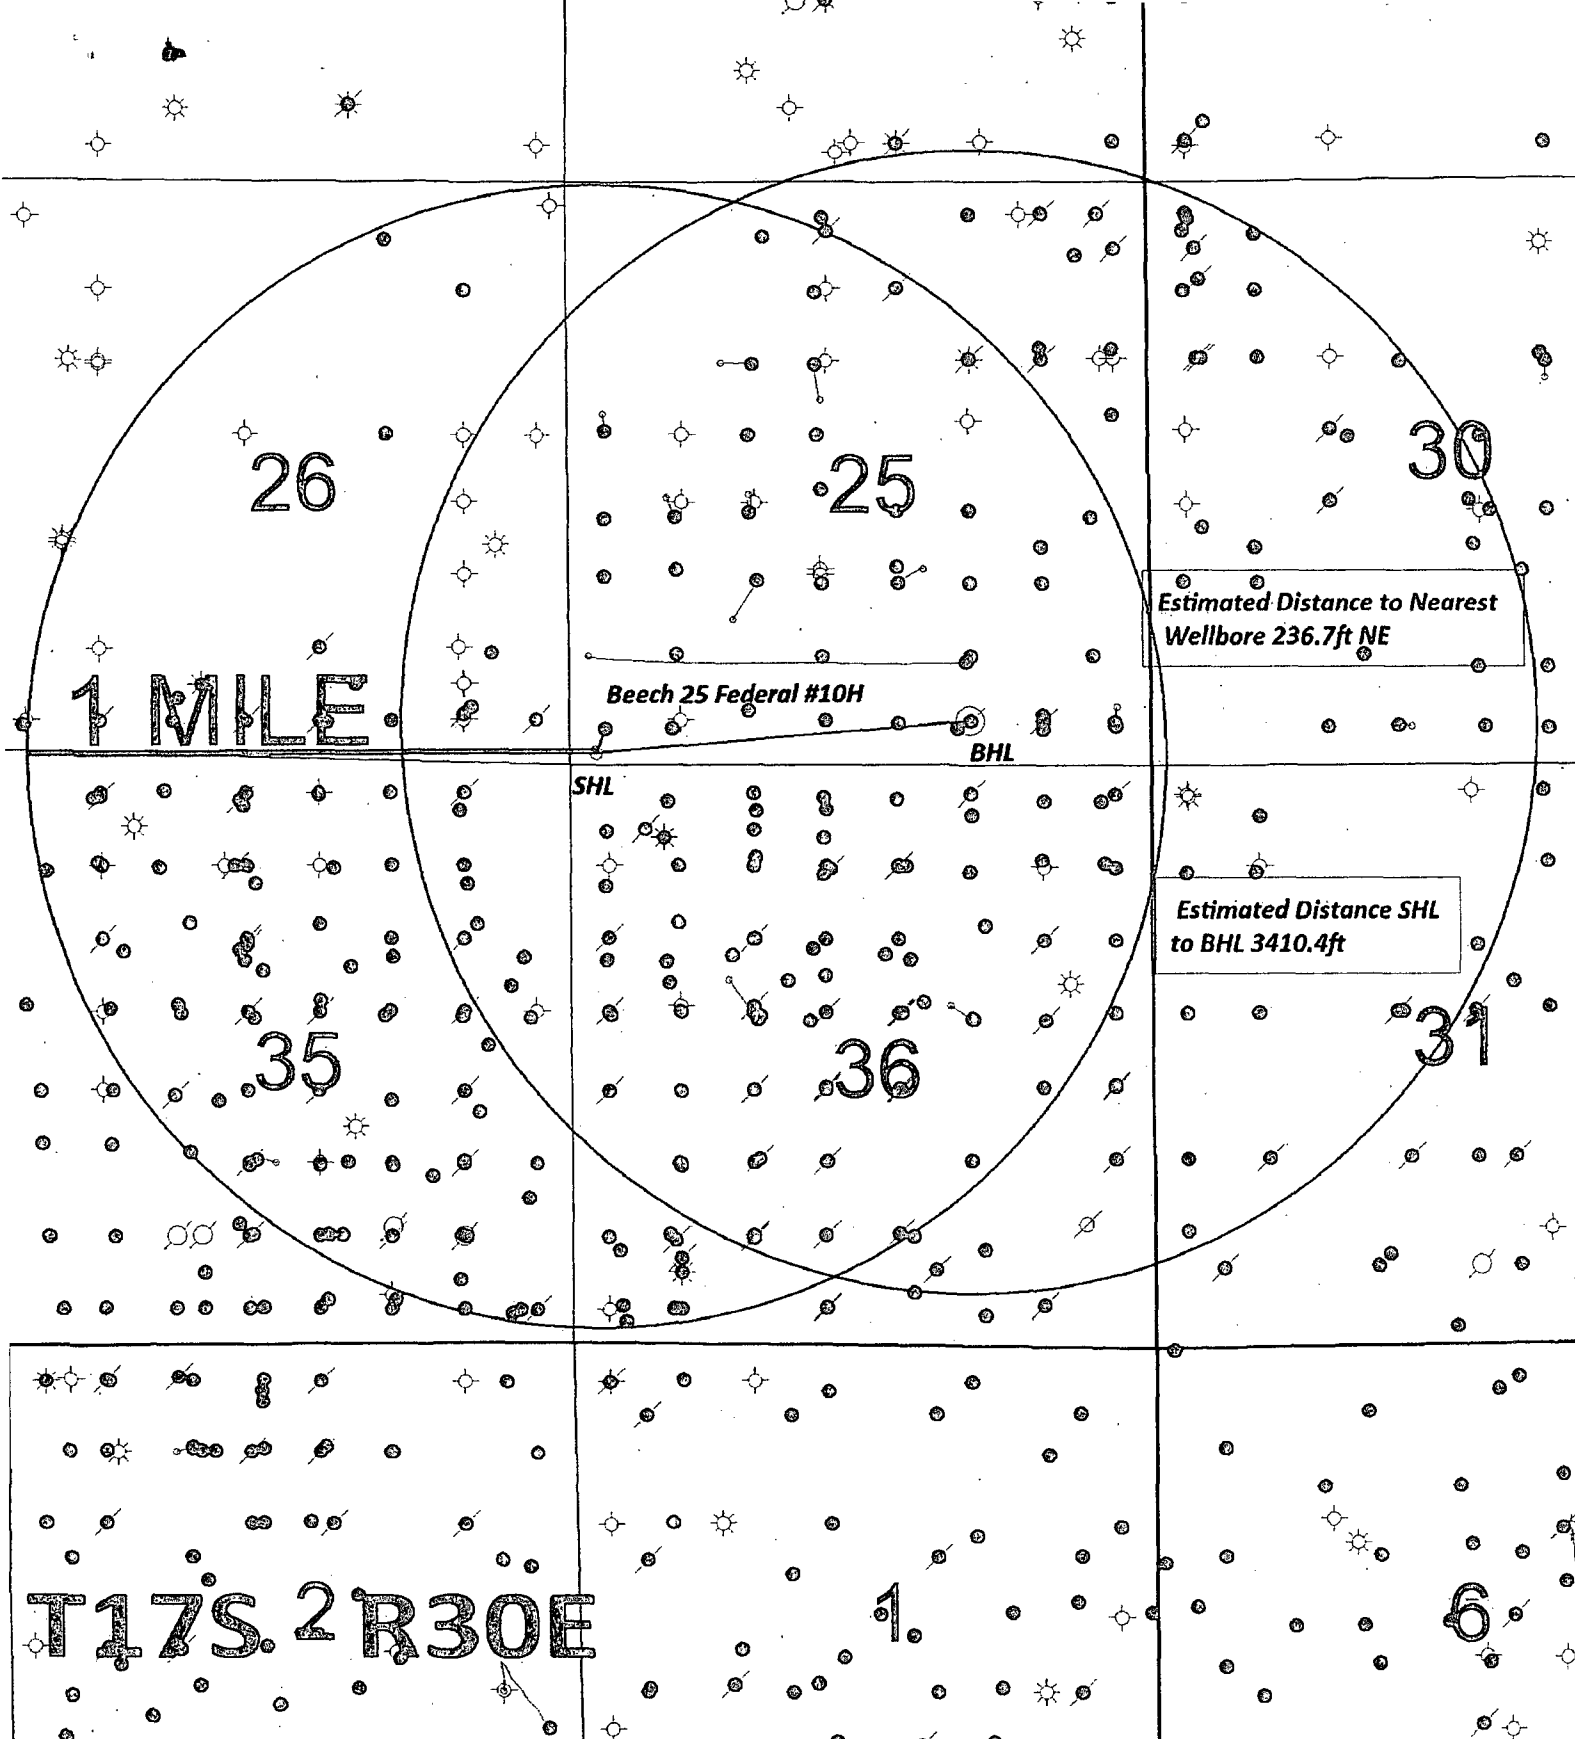 26
25
30
Estimated Distance to Nearest
Wellbore 236.7ft NE
1 MILE
Beech 25 Federal #10H
BHL
SHL
Estimated Distance SHL
to BHL 3410.4ft
35
36
31
T17S 2 R30E
1
6